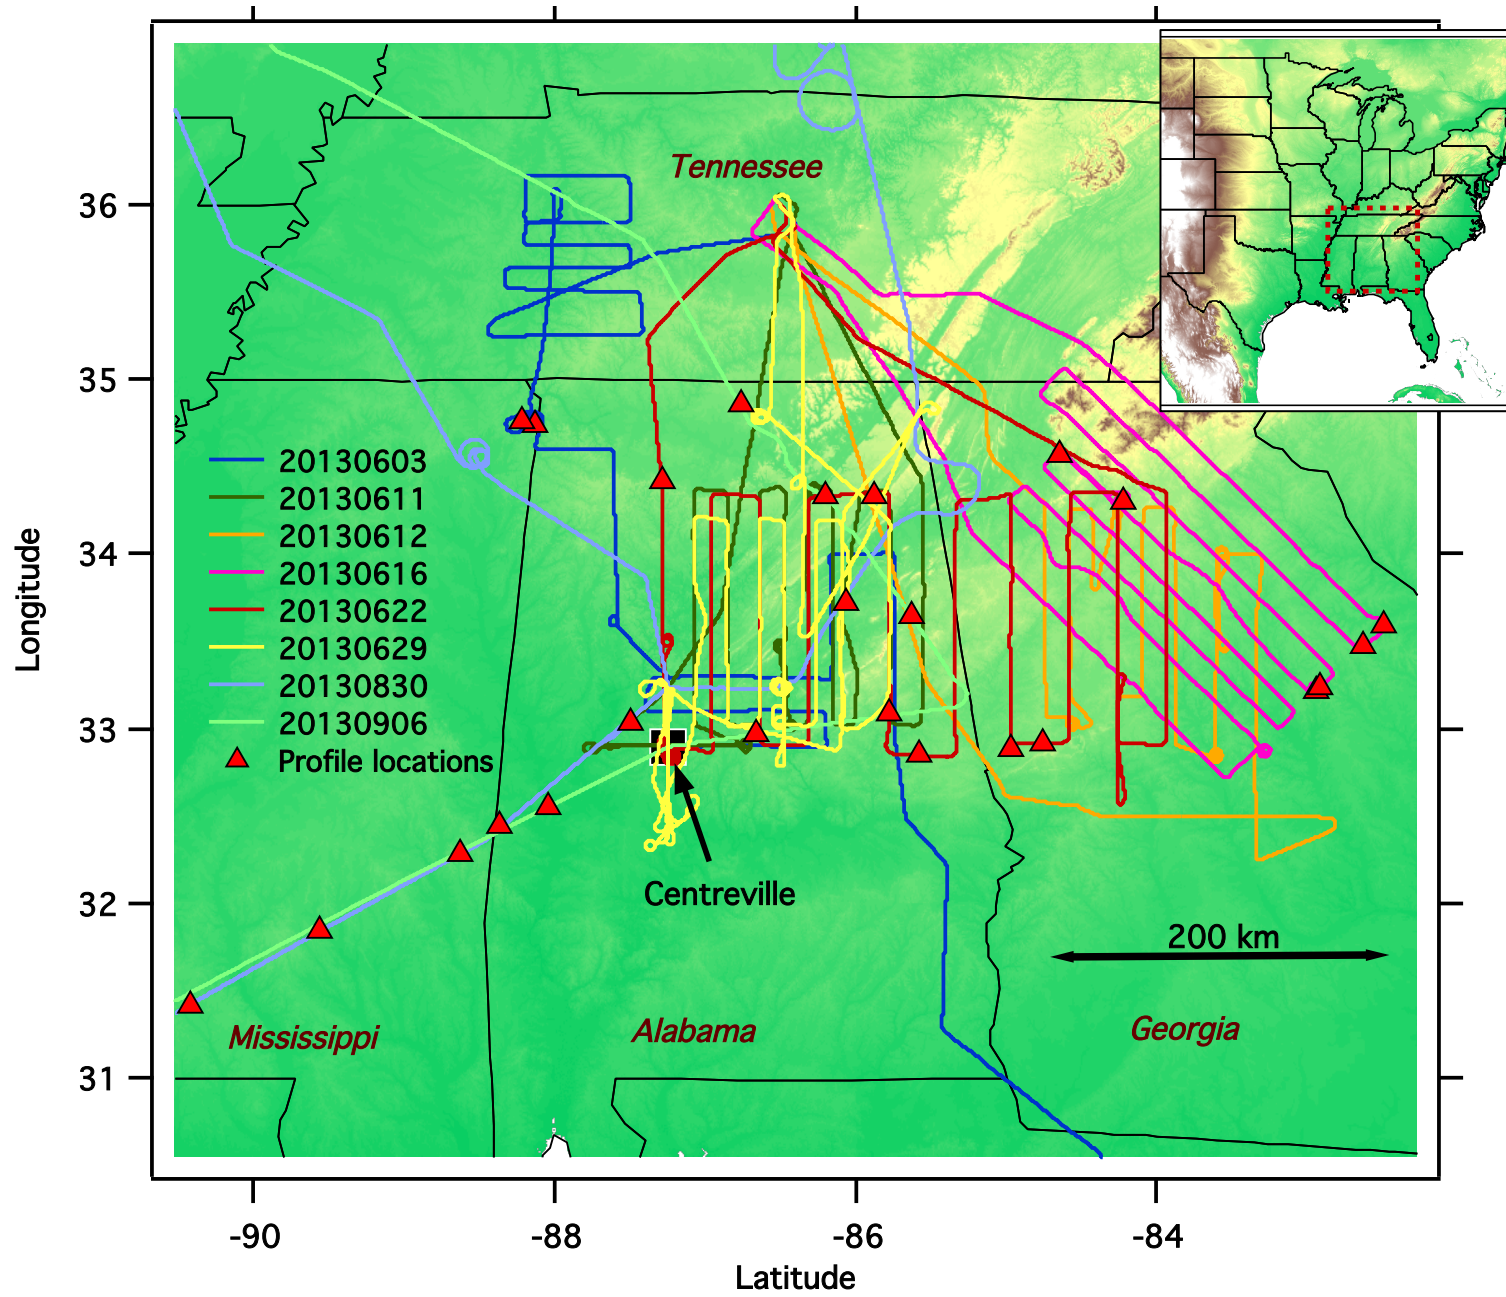 Tennessee
36
35
34
33
32
31
Longitude
20130603
20130611
20130612
20130616
20130622
20130629
20130830
20130906
Profile locations
Centreville
200 km
Mississippi
Alabama
Georgia
-90
-88
-86
-84
Latitude